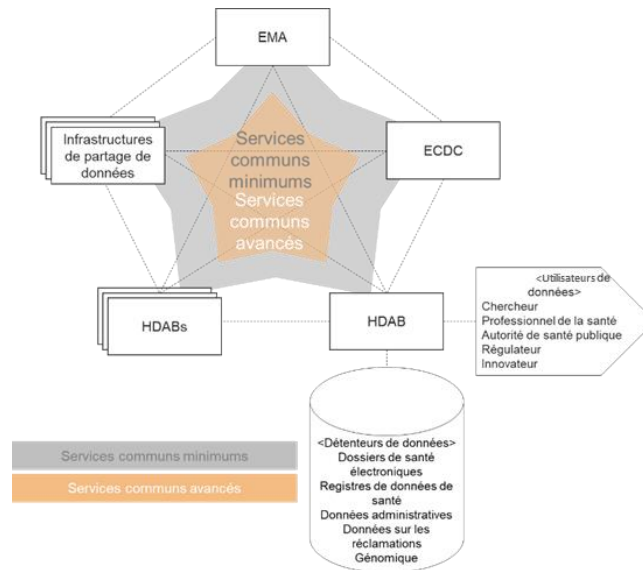 EMA
Infrastructures
de partage de
données
Services
communs
minimums
Services
communs
avancés
ECDC
HDABs
HDAB
<Utilisateurs de
données>
Chercheur
Professionnel de la santé
Autorité de santé publique
Régulateur
Innovateur
<Détenteurs de données>
Dossiers de santé
électroniques
Registres de données de
santé
Données administratives
Données sur les
réclamations
Génomique
Services communs minimums
Services communs avancés